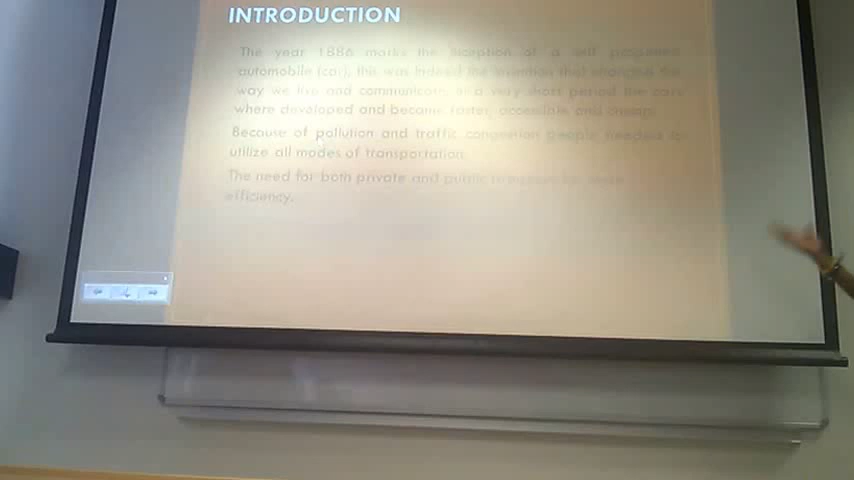 INTRODUCTION
The year 1886 marks the inception of a self propelled
automobile (car), this was indeed the invention that changed the
way we live and communicate. In a very short period the cars
where developed and became faster, accessible and cheap.
Because of pollution and traffic congestion people needed to
utilize all modes of transportation.
The need for both private and public transport for
efficiency.